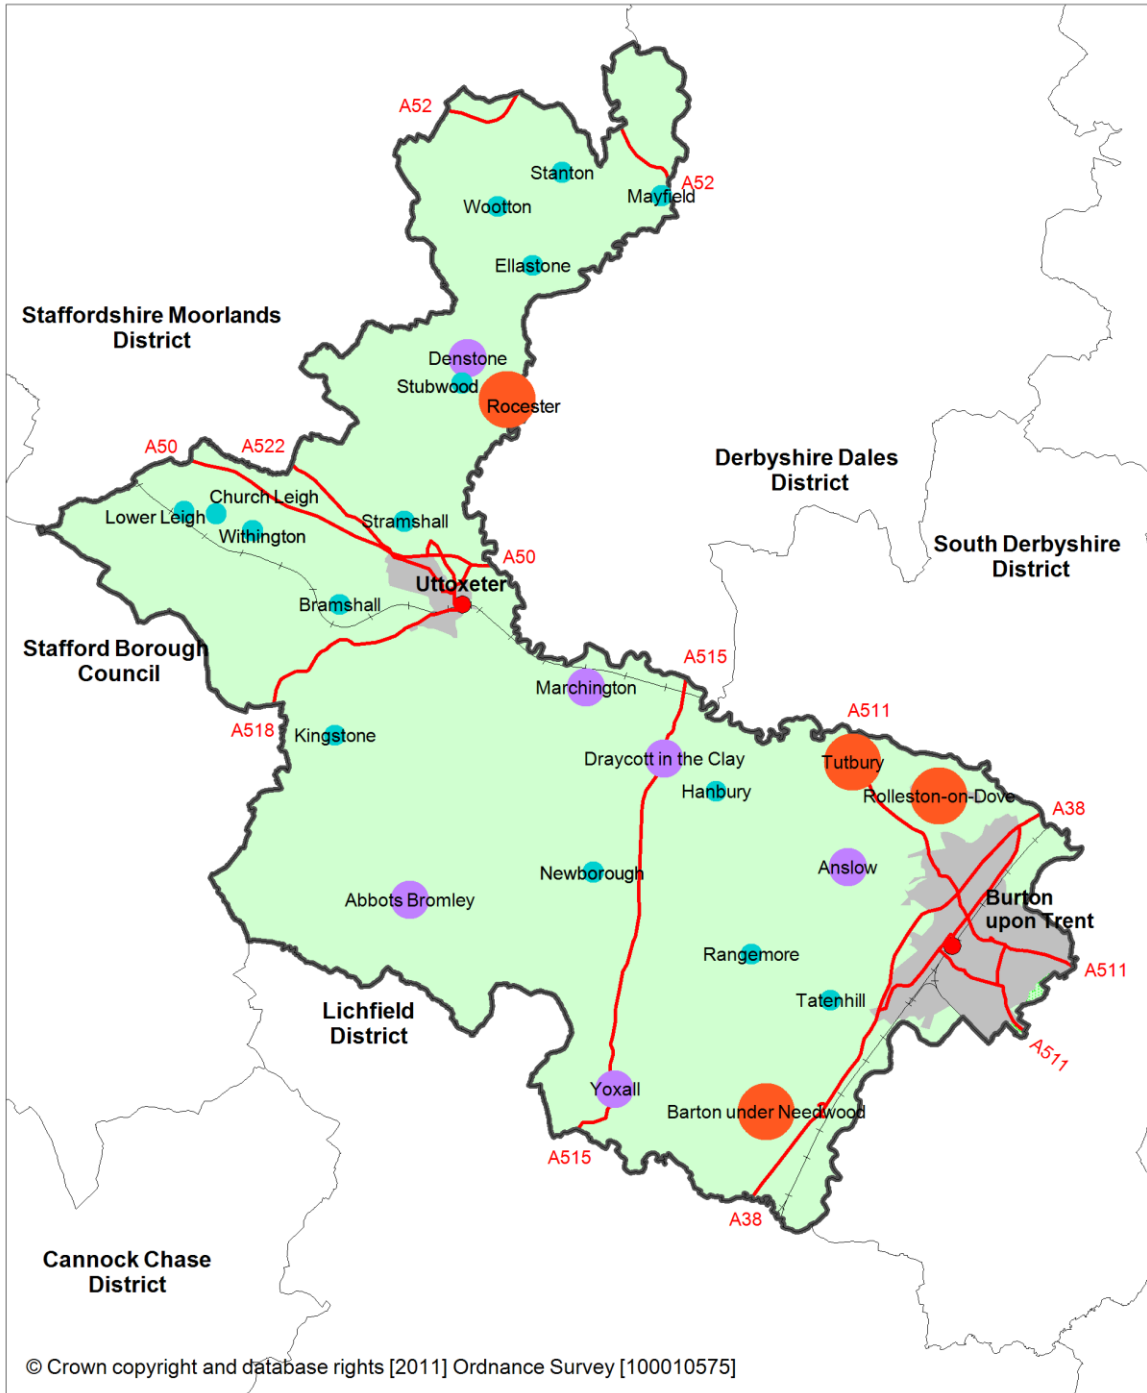 A52
Stanton
A52
Mayfield
Wootton
Ellastone
Staffordshire Moorlands
District
Denstone
Stubwood
Rocester
A50
A522
Derbyshire Dales
District
Church Leigh
Lower Leigh
Stramshall
Withington
South Derbyshire
District
A50
Uttoxeter
Bramshall
Stafford Borough
Council
A515
Marchington
A518
A511
Kingstone
Draycott in the Clay
Tutbury
Hanbury
Rolleston-on-Dove
A38
Newborough
Anslow
Abbots Bromley
Burton
upon Trent
Rangemore
A511
Tatenhill
Lichfield
District
A511
Yoxall
Barton under Needwood
A515
A38
Cannock Chase
District
© Crown copyright and database rights [2011] Ordnance Survey [100010575]